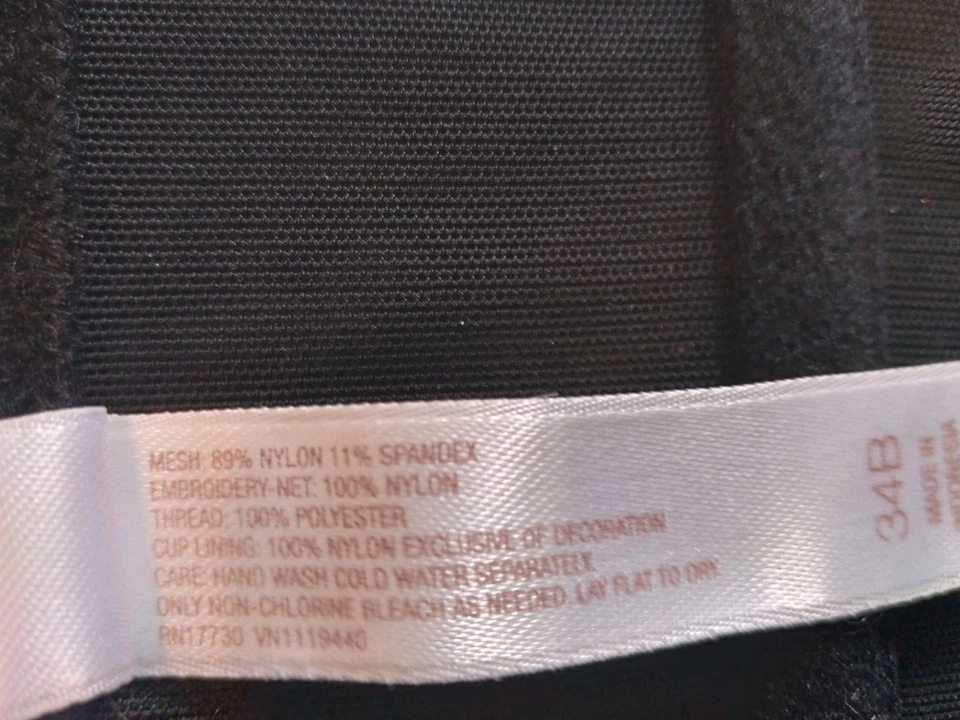 MESH: 89% NYLON 11% SPANDEX
EMBROIDERY-NET: 100% NYLON
THREAD: 100% POLYESTER
CUP LINING: 100% NYLON EXCLUSIVE OF DECORATION
CARE: HAND WASH COLD WATER SEPARATELY.
ONLY NON-CHLORINE BLEACH AS NEEDED. LAY FLAT TO DRY
RN17730 VN1119440
34B
MADE IN